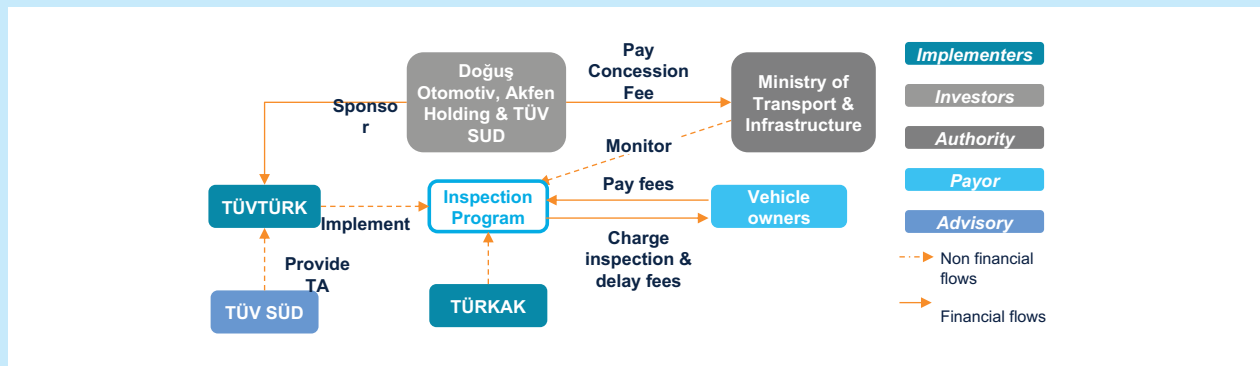 Pay
Concession
Fee
Doğuş
Otomotiv, Akfen
Holding & TÜV
SUD
Ministry of
Transport &
Infrastructure
Sponso
r
Monitor
Pay fees
TÜVTÜRK
Implement
Inspection
Program
Vehicle
owners
Charge
inspection &
delay fees
Provide
TA
TÜV SÜD
TÜRKAK
Implementers
Investors
Authority
Payor
Advisory
Non financial
flows
Financial flows